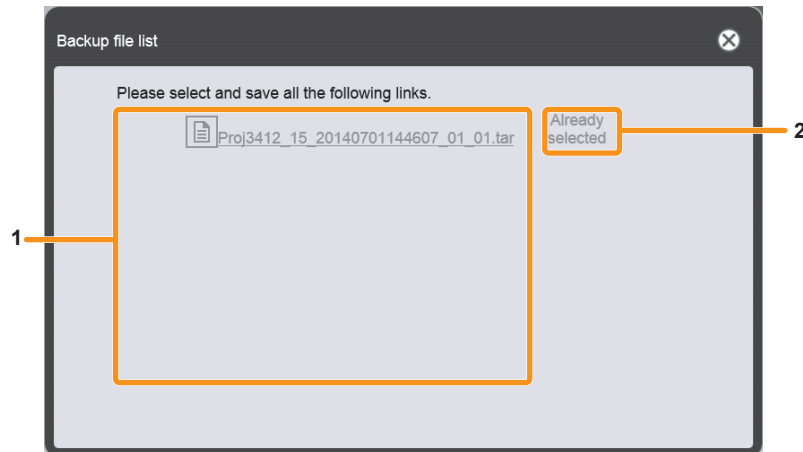 Backup file list
Please select and save all the following links.
Proj3412_15_20140701144607_01_01.tar
Already
selected
2
1